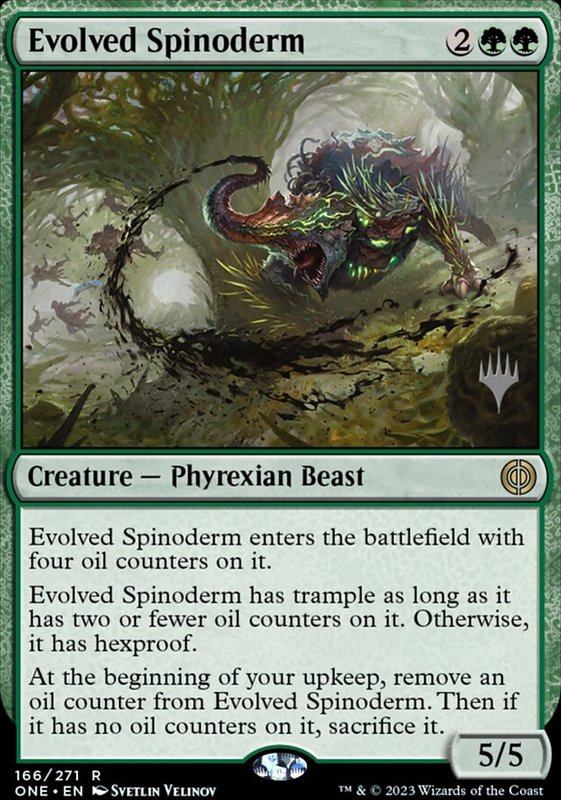 Evolved Spinoderm 2
Creature — Phyrexian Beast
Evolved Spinoderm enters the battlefield with
four oil counters on it.
Evolved Spinoderm has trample as long as it
has two or fewer oil counters on it. Otherwise,
it has hexproof.
At the beginning of your upkeep, remove an
oil counter from Evolved Spinoderm. Then if
it has no oil counters on it, sacrifice it.
5/5
166/271 R
ONE • EN Svetlin Velinov
™ & © 2023 Wizards of the Coast